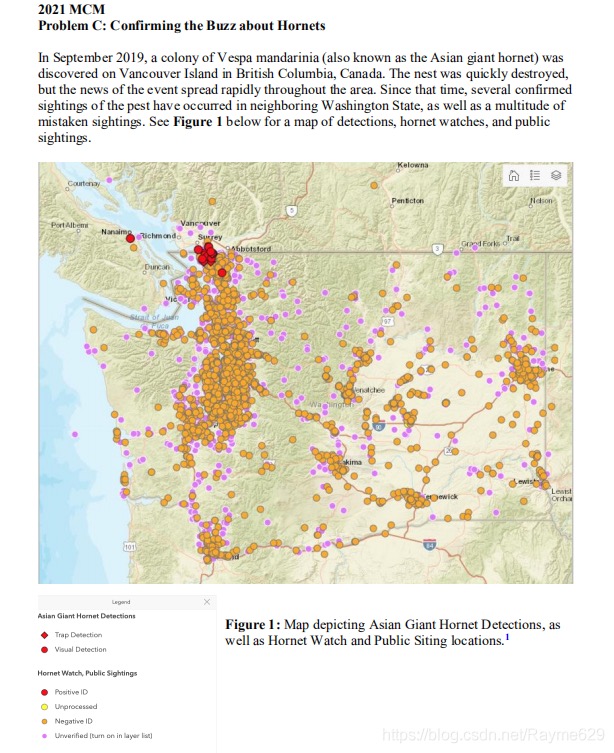 2021 MCM
Problem C: Confirming the Buzz about Hornets
In September 2019, a colony of Vespa mandarinia (also known as the Asian giant hornet) was
discovered on Vancouver Island in British Columbia, Canada. The nest was quickly destroyed,
but the news of the event spread rapidly throughout the area. Since that time, several confirmed
sightings of the pest have occurred in neighboring Washington State, as well as a multitude of
mistaken sightings. See Figure 1 below for a map of detections, hornet watches, and public
sightings.
Kelowna
Courtenay
Penticton
Nelson
Port Alberni
Nanaimo
Vancouver
Richmond
Surrey
5
Trail
Grand Forks
3
Abbotsford
Duncan
Vic
Strait of Juan
Fuca
97
enatchee
Washington
90
akima
Lewis
ennewick
Lewist
Orcha
101
84
Legend
Asian Giant Hornet Detections
Trap Detection
Visual Detection
Hornet Watch, Public Sightings
Positive ID
Unprocessed
Negative ID
Unverified (turn on in layer list)
Figure 1: Map depicting Asian Giant Hornet Detections, as
well as Hornet Watch and Public Siting locations.1
https://blog.csdn.net/Rayme629